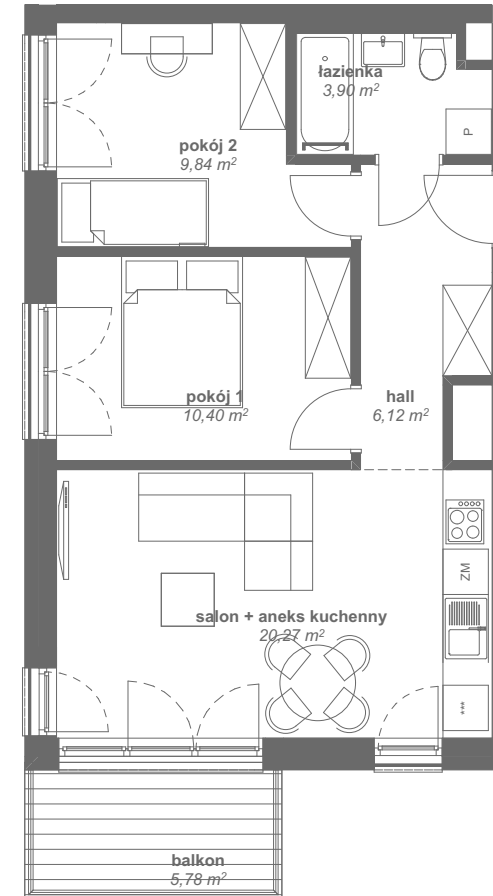 łazienka
3,90 m²
P
pokój 2
9,84 m²
pokój 1
10,40 m²
hall
6,12 m²
ZM
salon + aneks kuchenny
20,27 m²
***
balkon
5,78 m²